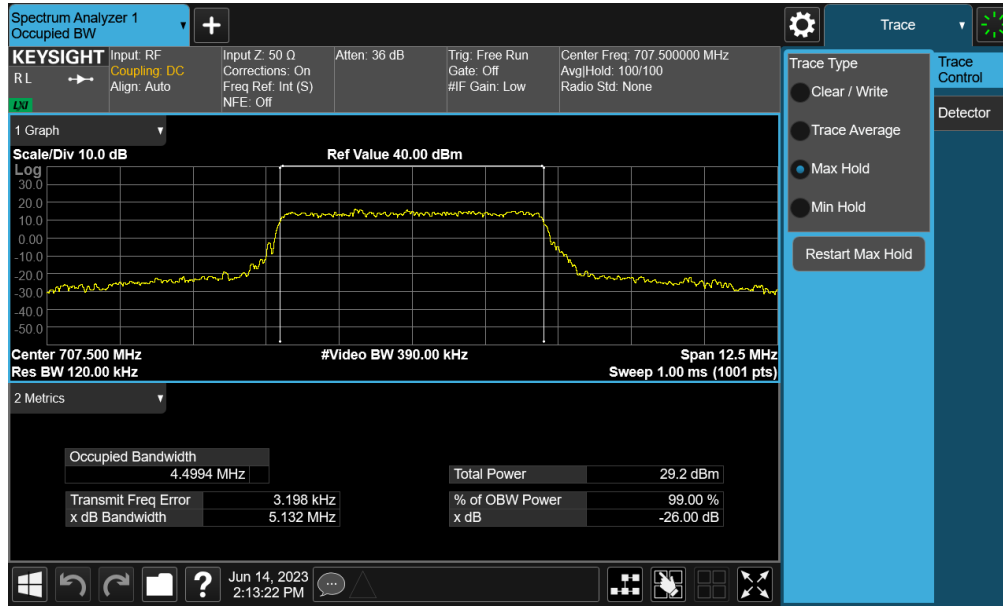 Spectrum Analyzer 1
Occupied BW
Trace
KEYSIGHT
R L
LXI
Input: RF
Coupling: DC
Align: Auto
Input Z: 50 Ω
Corrections: On
Freq Ref: Int (S)
NFE: Off
Atten: 36 dB
Trig: Free Run
Gate: Off
#IF Gain: Low
Center Freq: 707.500000 MHz
Avg|Hold: 100/100
Radio Std: None
Trace Type
Clear / Write
Trace Average
Max Hold
Min Hold
Restart Max Hold
Trace
Control
Detector
1 Graph
Scale/Div 10.0 dB
Ref Value 40.00 dBm
Log
30.0
20.0
10.0
0.00
-10.0
-20.0
-30.0
-40.0
-50.0
Center 707.500 MHz
#Video BW 390.00 kHz
Span 12.5 MHz
Res BW 120.00 kHz
Sweep 1.00 ms (1001 pts)
2 Metrics
Occupied Bandwidth
4.4994 MHz
Total Power 29.2 dBm
Transmit Freq Error 3.198 kHz
% of OBW Power 99.00 %
x dB Bandwidth 5.132 MHz
x dB -26.00 dB
?
Jun 14, 2023
2:13:22 PM